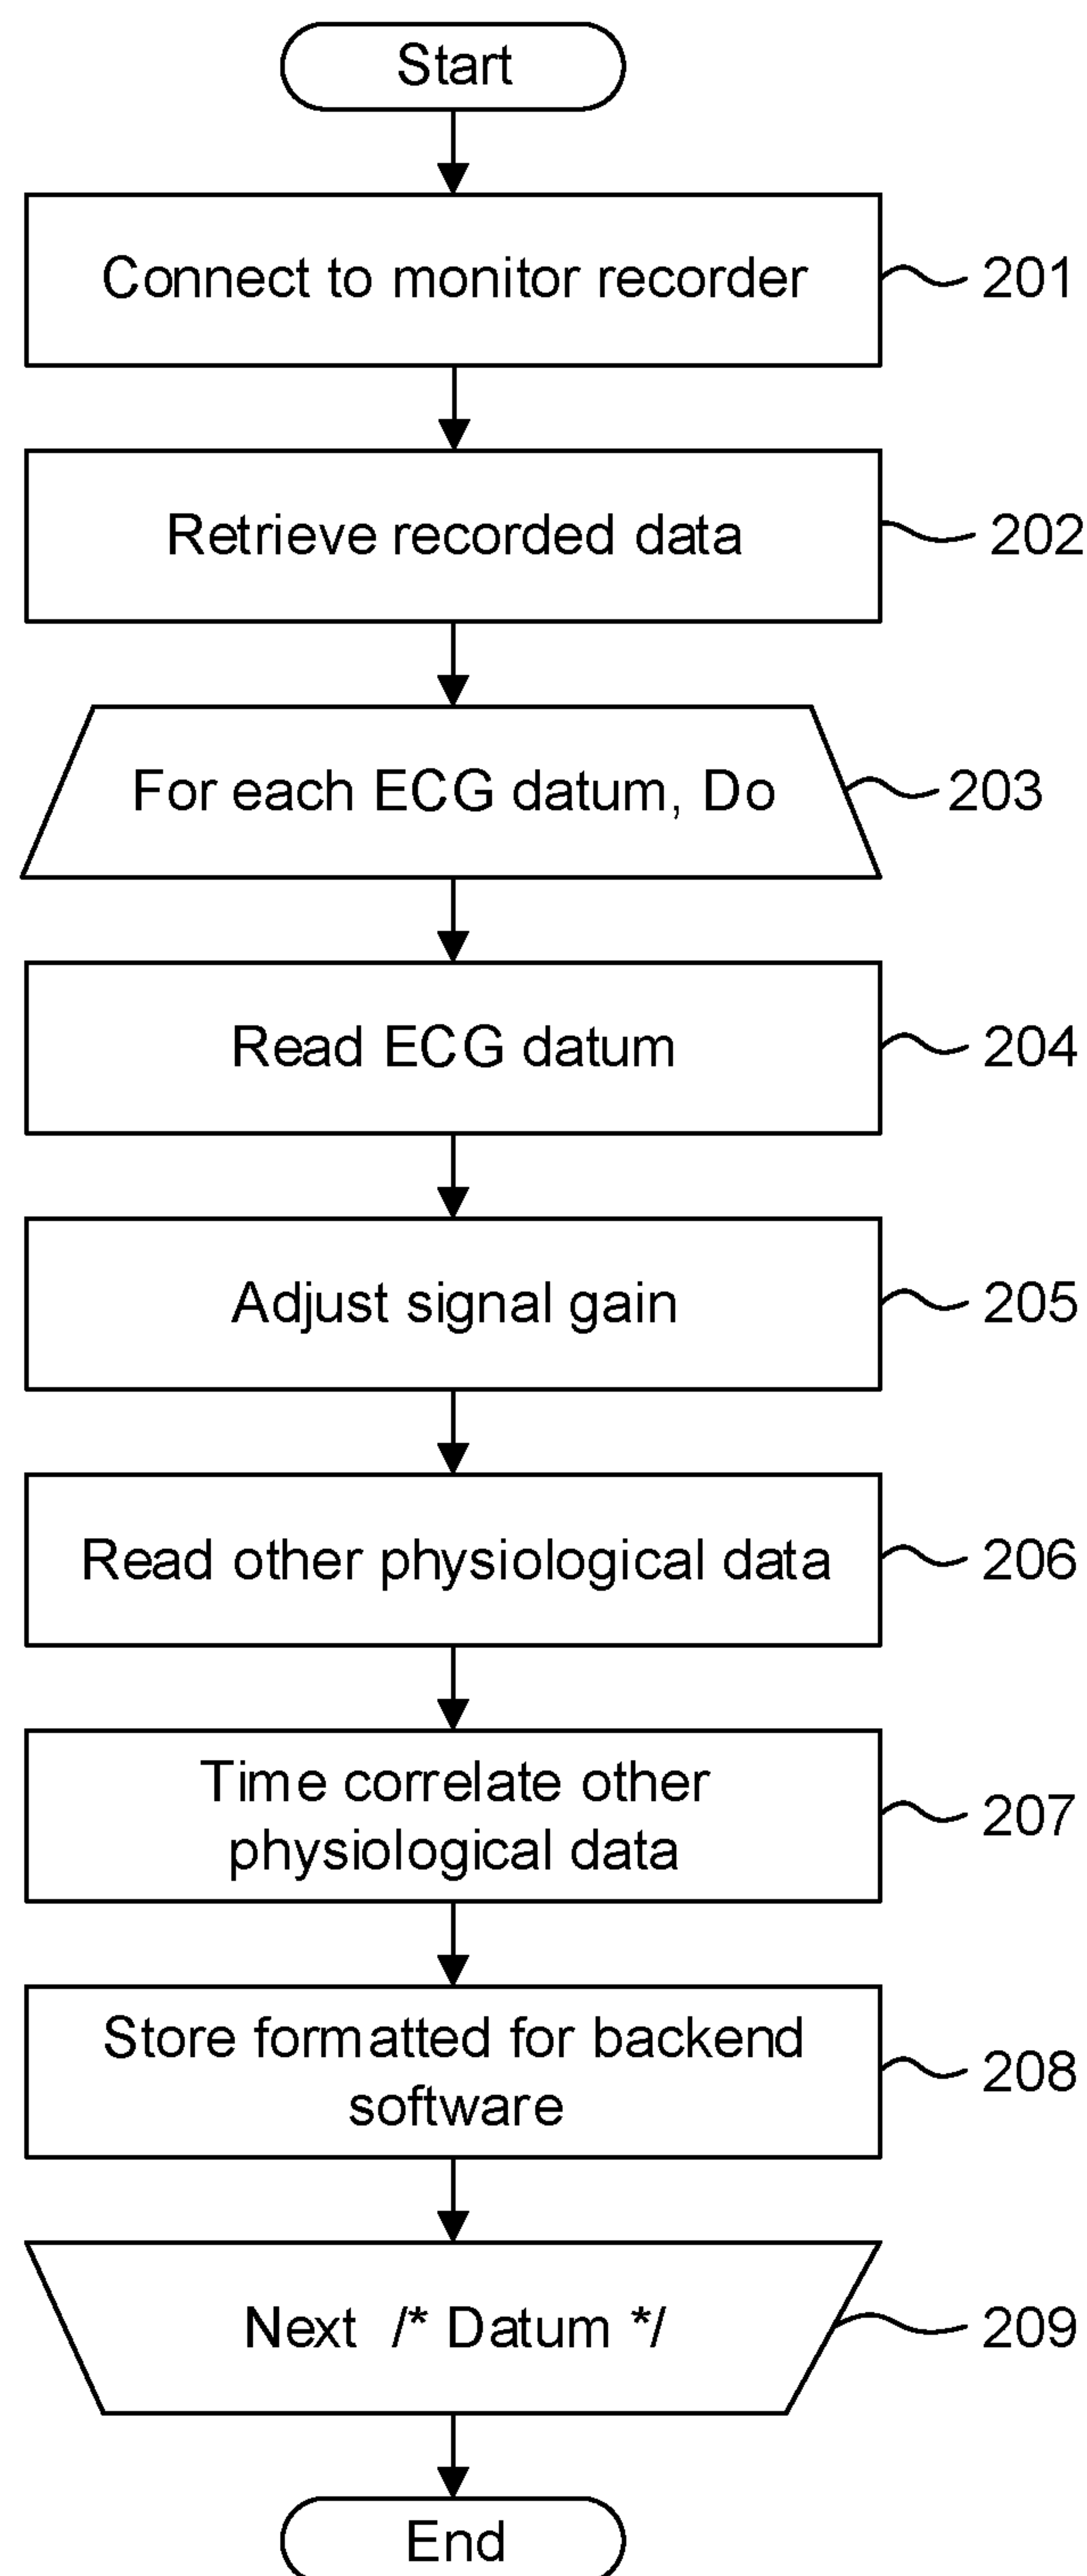 Start
Connect to monitor recorder
201
Retrieve recorded data
202
For each ECG datum, Do
203
Read ECG datum
204
Adjust signal gain
205
Read other physiological data
206
Time correlate other
physiological data
207
Store formatted for backend
software
208
Next /* Datum */
209
End